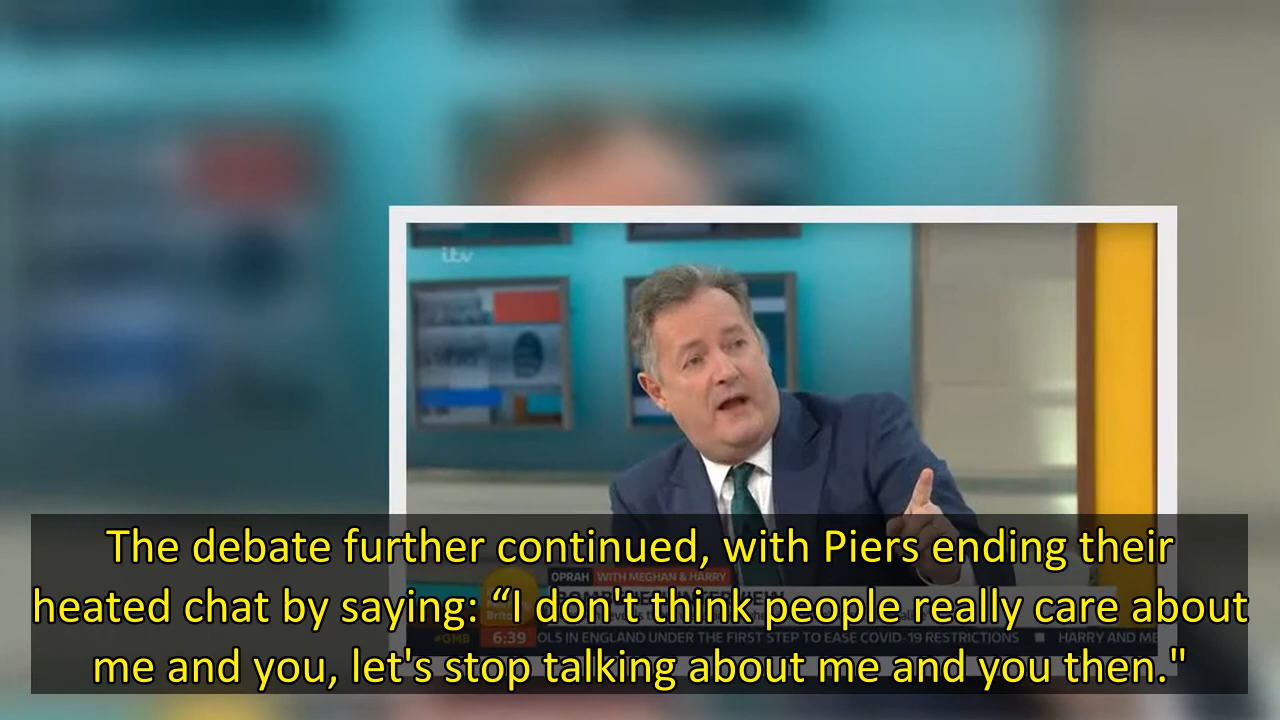 itv
OPRAH WITH MEGHAN & HARRY
#GMB 6:39 OLS IN ENGLAND UNDER THE FIRST STEP TO EASE COVID-19 RESTRICTIONS ■ HARRY AND ME
The debate further continued, with Piers ending their
heated chat by saying: “I don't think people really care about
me and you, let's stop talking about me and you then."